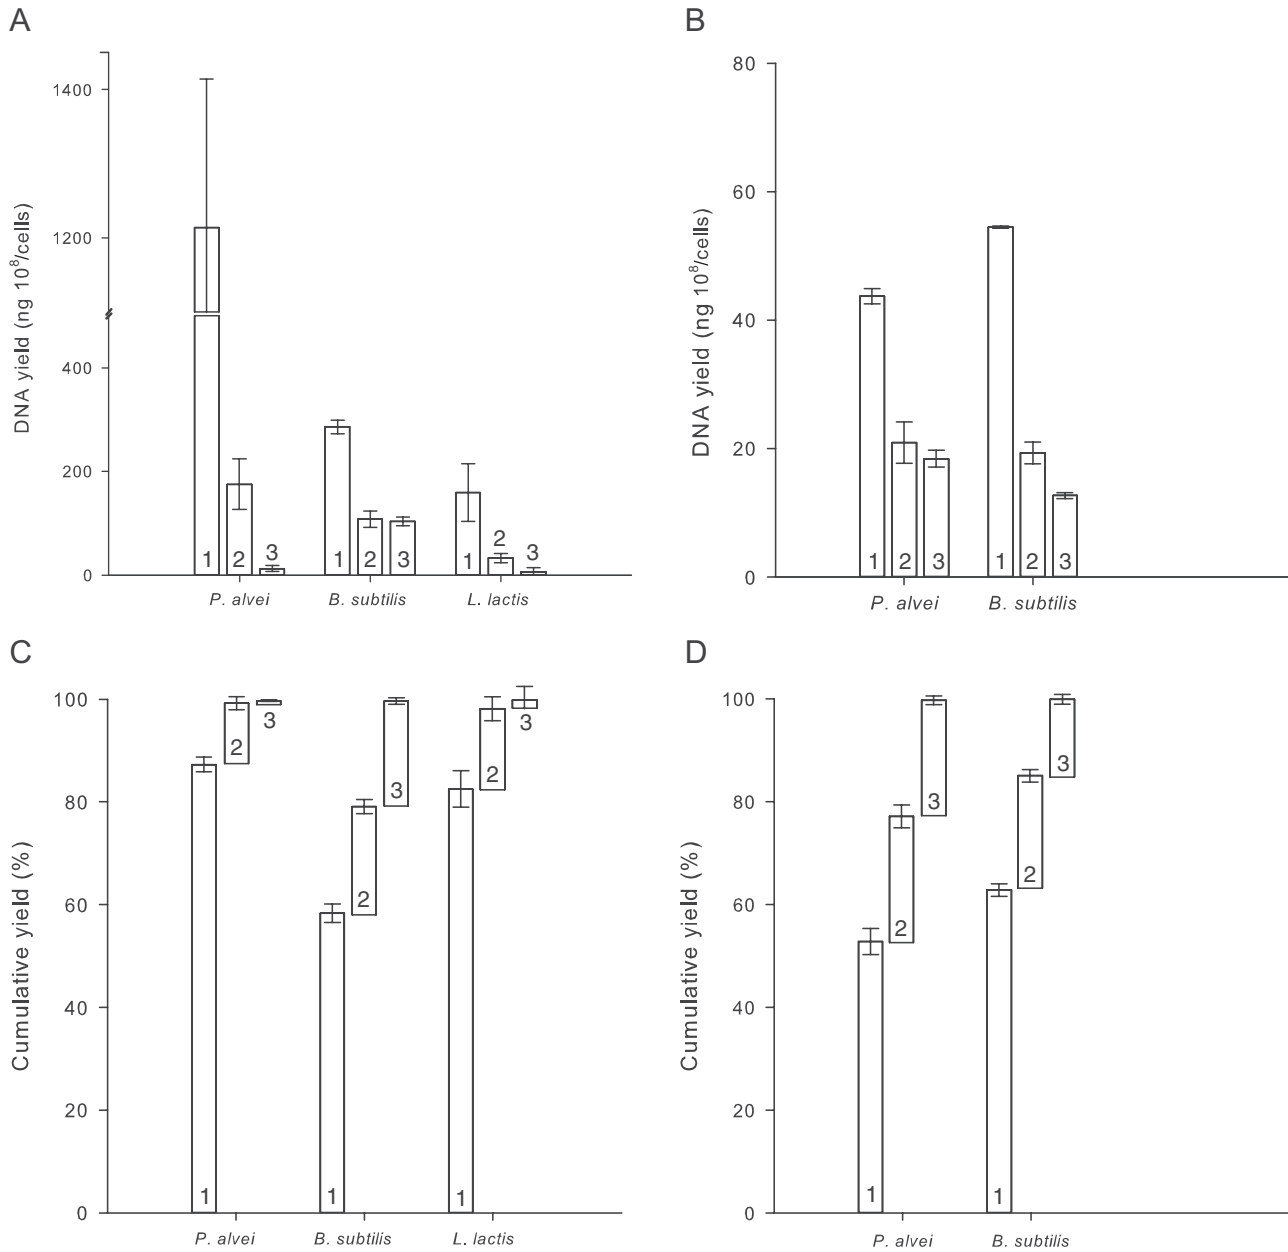 A
DNA yield (ng 10⁸/cells)
1400
1200
400
200
0
1 2 3
1 2 3
1 2 3
P. alvei B. subtilis L. lactis
B
DNA yield (ng 10⁸/cells)
80
60
40
20
0
1 2 3
1 2 3
P. alvei B. subtilis
C
Cumulative yield (%)
100
80
60
40
20
0
1 2 3
1 2 3
1 2 3
P. alvei B. subtilis L. lactis
D
Cumulative yield (%)
100
80
60
40
20
0
1 2 3
1 2 3
P. alvei B. subtilis